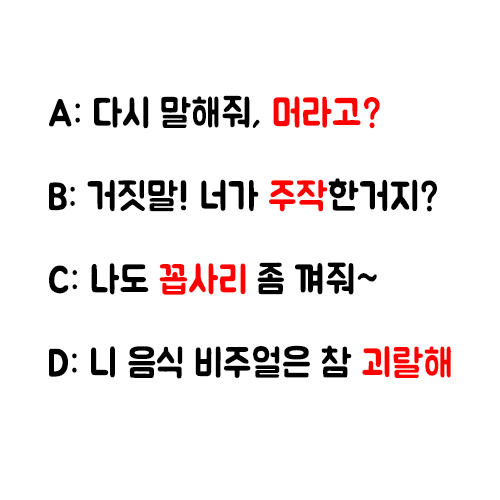 A: 다시 말해줘, 머라고?
B: 거짓말! 너가 주작한거지?
C: 나도 꼽사리 좀 껴줘~
D: 니 음식 비주얼은 참 괴랄해